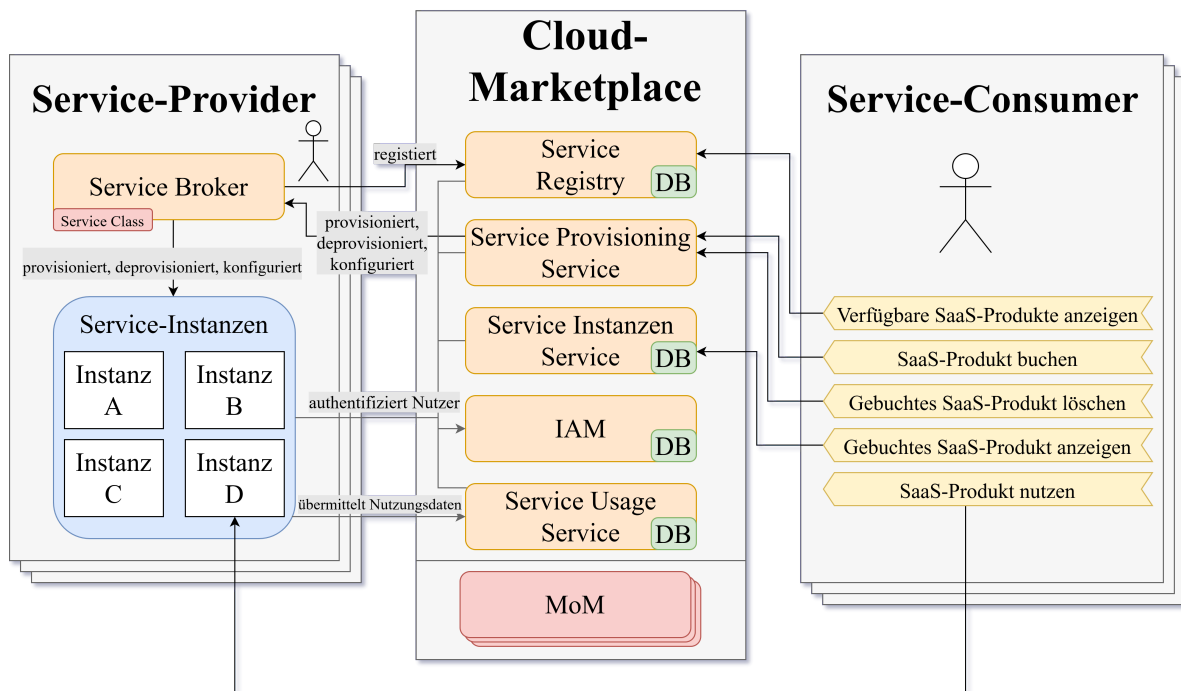 Service-Provider
Service Broker
Service Class
provisioniert, deprovisioniert, konfiguriert
Service-Instanzen
Instanz
A
Instanz
B
Instanz
C
Instanz
D
registiert
provisioniert,
deprovisioniert,
konfiguriert
authentifiziert Nutzer
übermittelt Nutzungsdaten
Cloud-
Marketplace
Service
Registry
DB
Service Provisioning
Service
Service Instanzen
Service
DB
IAM
DB
Service Usage
Service
DB
MoM
Service-Consumer
Verfügbare SaaS-Produkte anzeigen
SaaS-Produkt buchen
Gebuchtes SaaS-Produkt löschen
Gebuchtes SaaS-Produkt anzeigen
SaaS-Produkt nutzen